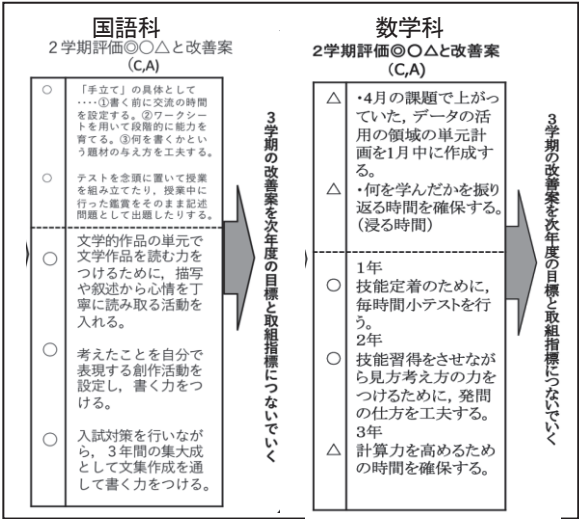 国語科
2学期評価◎○△と改善案
(C,A)
○
「手立て」の具体として
‥‥①書く前に交流の時間
を設定する。②ワークシー
トを用いて段階的に能力を
育てる。③何を書くかとい
う題材の与え方を工夫する。
○
テストを念頭に置いて授業
を組み立てたり，授業中に
行った鑑賞をそのまま記述
問題として出題したりする。
○
文学的作品の単元で
文学作品を読む力を
つけるために，描写
や叙述から心情を丁
寧に読み取る活動を
入れる。
○
考えたことを自分で
表現する創作活動を
設定し，書く力をつ
ける。
○
入試対策を行いなが
ら，３年間の集大成
として文集作成を通
して書く力をつける。
３学期の改善案を次年度の目標と取組指標につないでいく
数学科
2学期評価◎○△と改善案
(C,A)
△
・4月の課題で上がっ
ていた，データの活
用の領域の単元計
画を1月中に作成す
る。
△
・何を学んだかを振り
返る時間を確保する。
（浸る時間）
1年
○
技能定着のために，
毎時間小テストを行
う。
2年
○
技能習得をさせなが
ら見方考え方の力を
つけるために，発問
の仕方を工夫する。
3年
△
計算力を高めるため
の時間を確保する。
３学期の改善案を次年度の目標と取組指標につないでいく